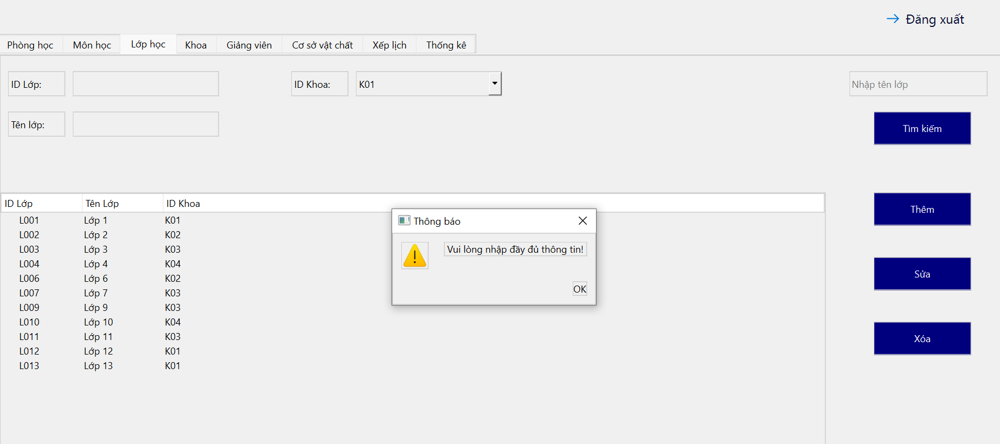 Đăng xuất
Phòng học Môn học Lớp học Khoa Giảng viên Cơ sở vật chất Xếp lịch Thống kê
ID Lớp: ID Khoa: K01 Nhập tên lớp
Tên lớp: Tìm kiếm
ID Lớp Tên Lớp ID Khoa
Thêm
L001 Lớp 1 K01
L002 Lớp 2 K02
L003 Lớp 3 K03
L004 Lớp 4 K04
L006 Lớp 6 K02
L007 Lớp 7 K03
L009 Lớp 9 K03
L010 Lớp 10 K04
L011 Lớp 11 K03
L012 Lớp 12 K01
L013 Lớp 13 K01
Thông báo
Vui lòng nhập đầy đủ thông tin!
OK
Sửa
Xóa